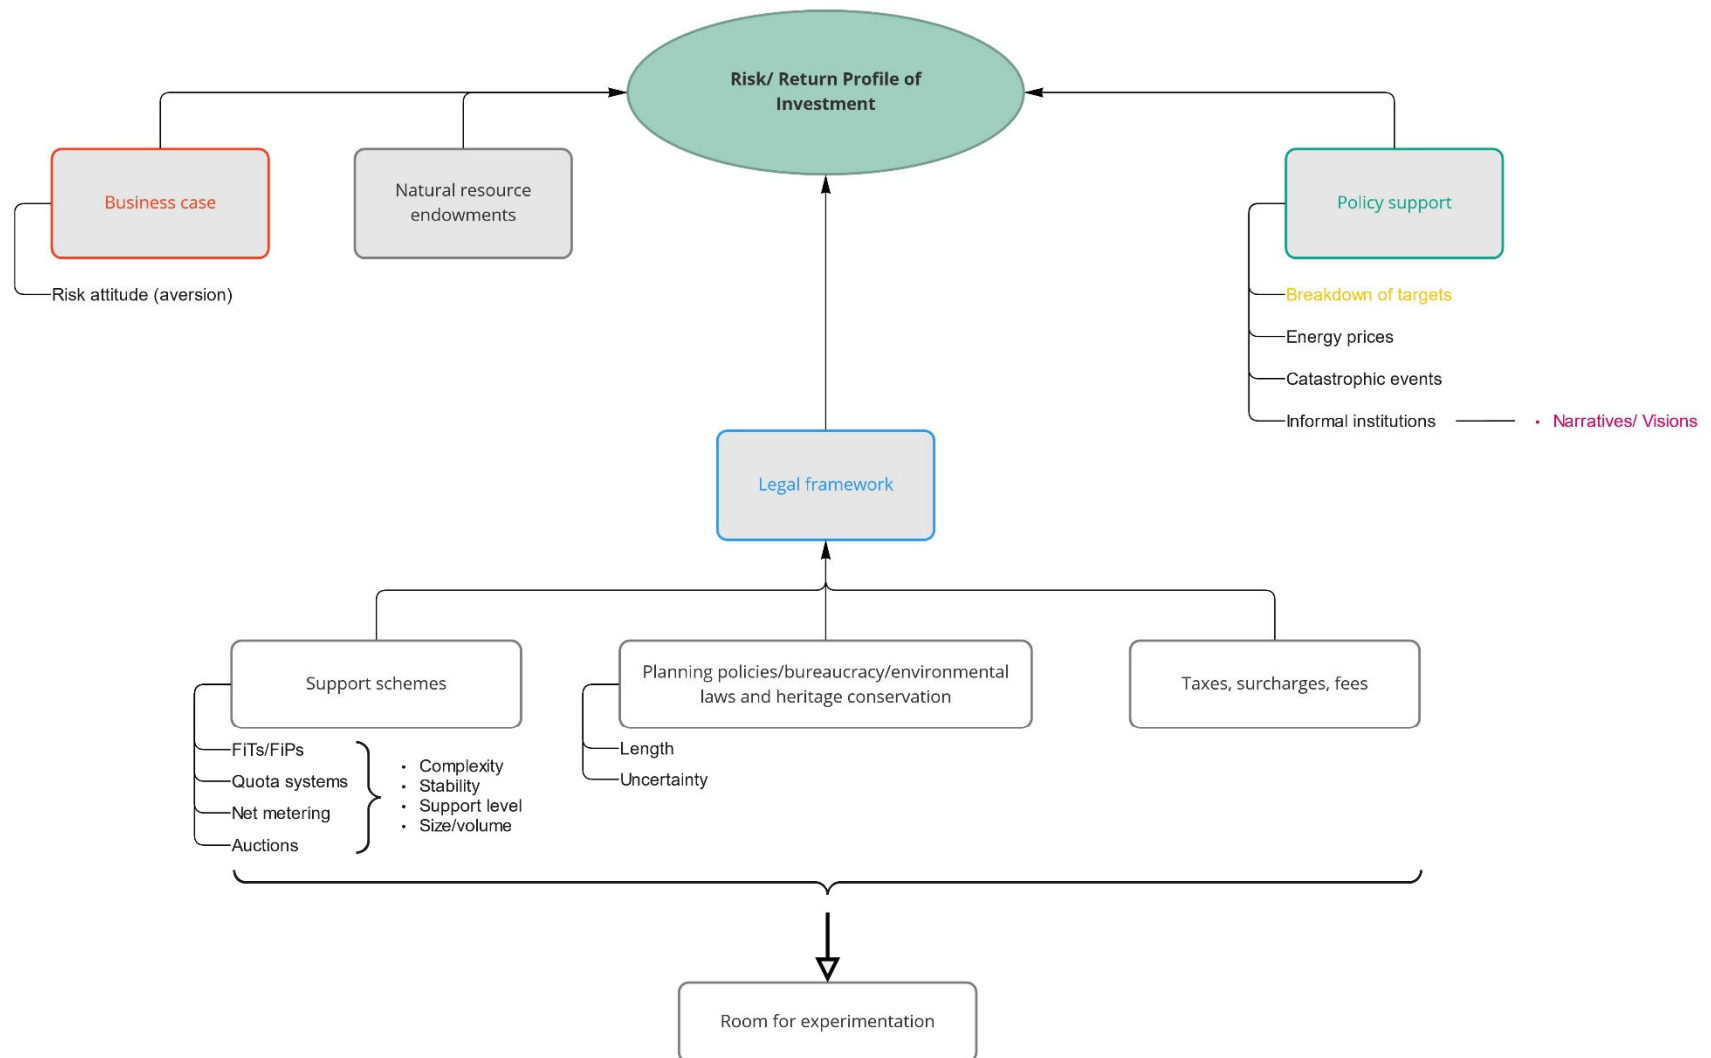 Risk/ Return Profile of
Investment
Business case
Natural resource
endowments
Policy support
Risk attitude (aversion)
Breakdown of targets
Energy prices
Catastrophic events
Informal institutions
• Narratives/ Visions
Legal framework
Support schemes
Planning policies/bureaucracy/environmental
laws and heritage conservation
Taxes, surcharges, fees
FiTs/FiPs
Quota systems
Net metering
Auctions
• Complexity
• Stability
• Support level
• Size/volume
Length
Uncertainty
Room for experimentation